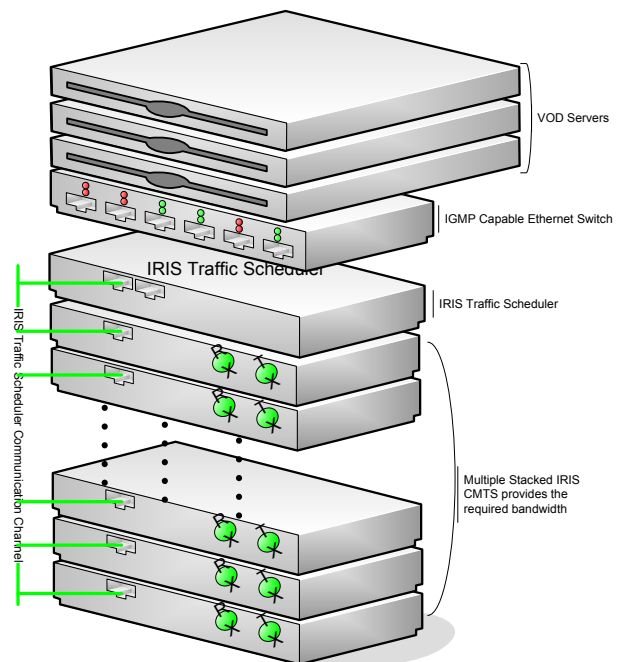 VOD Servers
IGMP Capable Ethernet Switch
IRIS Traffic Scheduler
IRIS Traffic Scheduler
IRIS Traffic Scheduler Communication Channel
R
X
T
X
R
X
T
X
Multiple Stacked IRIS
CMTS provides the
required bandwidth
R
X
T
X
R
X
T
X
R
X
T
X